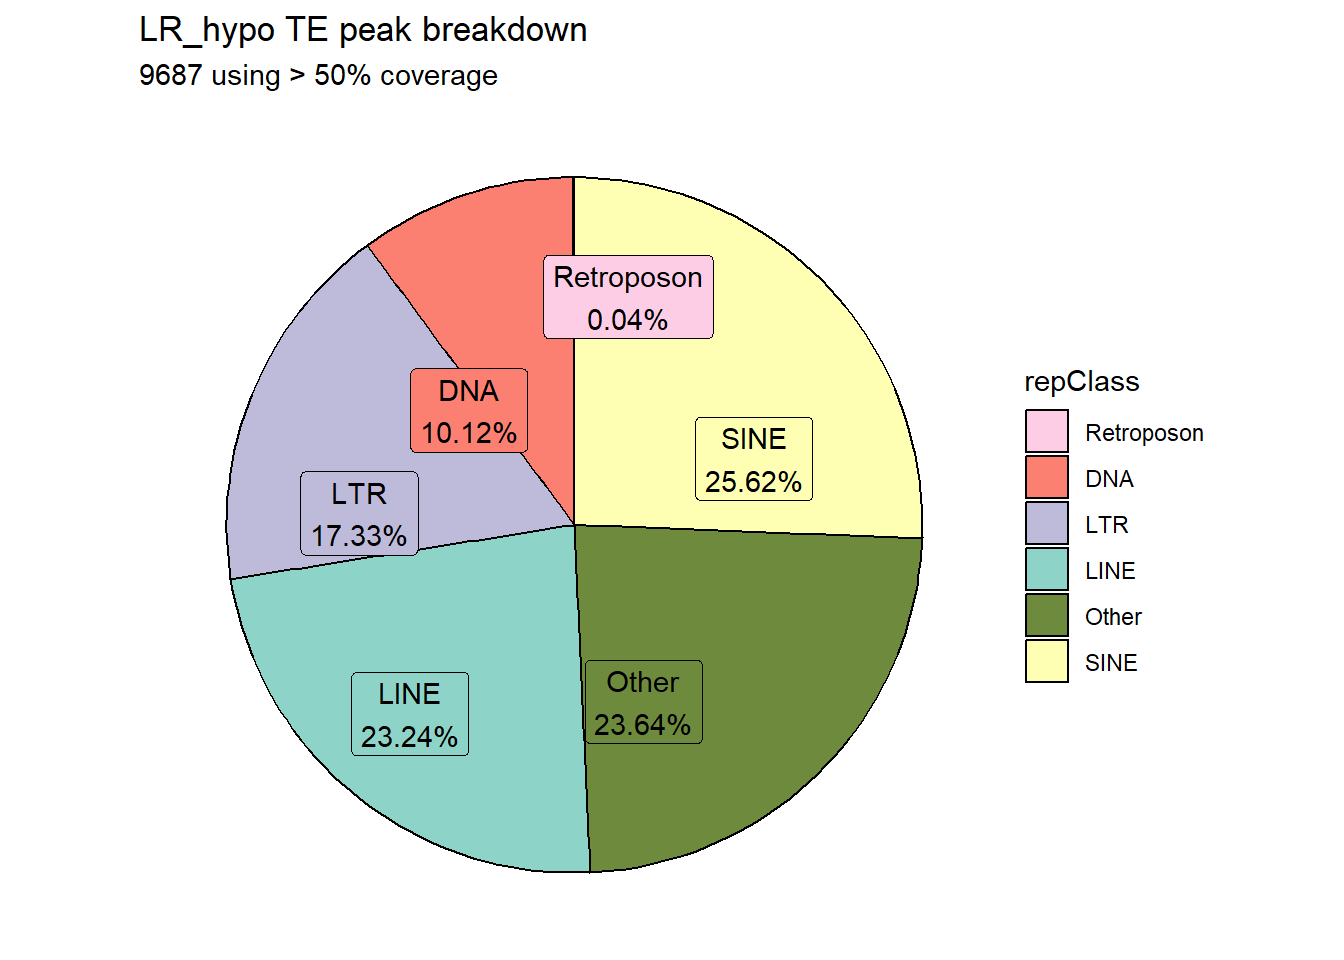 LR_hypo TE peak breakdown
9687 using > 50% coverage
Retroposon
0.04%
DNA
10.12%
SINE
25.62%
LTR
17.33%
Other
23.64%
LINE
23.24%
repClass
Retroposon
DNA
LTR
LINE
Other
SINE